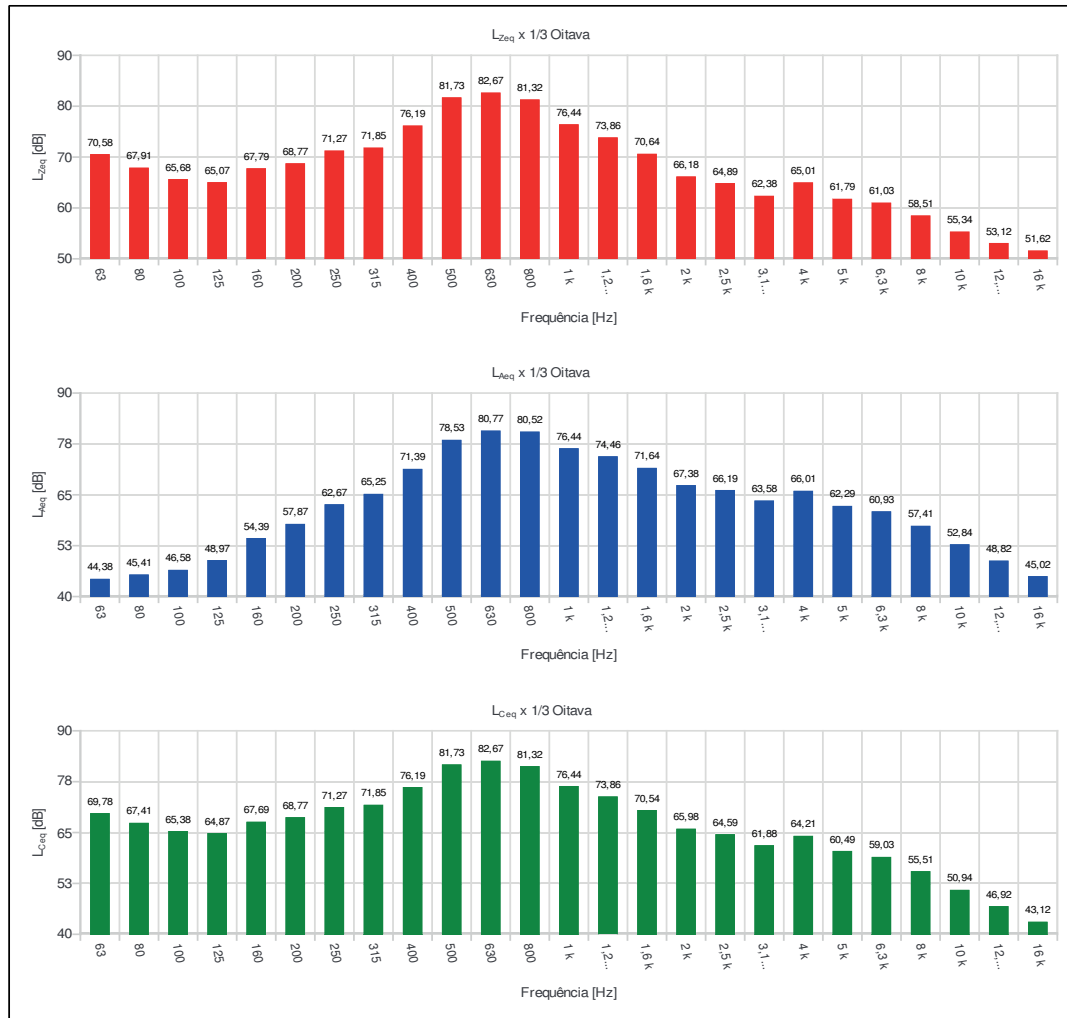 LZeq x 1/3 Oitava
LZeq [dB]
90
80
70
60
50
70,58 67,91 65,68 65,07 67,79 68,77 71,27 71,85 76,19 81,73 82,67 81,32 76,44 73,86 70,64 66,18 64,89 62,38 65,01 61,79 61,03 58,51 55,34 53,12 51,62
63 80 100 125 160 200 250 315 400 500 630 800 1 k 1,2... 1,6 k 2 k 2,5 k 3,1... 4 k 5 k 6,3 k 8 k 10 k 12,... 16 k
Frequência [Hz]
LAeq x 1/3 Oitava
LAeq [dB]
90
78
65
53
40
44,38 45,41 46,58 48,97 54,39 57,87 62,67 65,25 71,39 78,53 80,77 80,52 76,44 74,46 71,64 67,38 66,19 63,58 66,01 62,29 60,93 57,41 52,84 48,82 45,02
63 80 100 125 160 200 250 315 400 500 630 800 1 k 1,2... 1,6 k 2 k 2,5 k 3,1... 4 k 5 k 6,3 k 8 k 10 k 12,... 16 k
Frequência [Hz]
LCeq x 1/3 Oitava
LCeq [dB]
90
78
65
53
40
69,78 67,41 65,38 64,87 67,69 68,77 71,27 71,85 76,19 81,73 82,67 81,32 76,44 73,86 70,54 65,98 64,59 61,88 64,21 60,49 59,03 55,51 50,94 46,92 43,12
63 80 100 125 160 200 250 315 400 500 630 800 1 k 1,2... 1,6 k 2 k 2,5 k 3,1... 4 k 5 k 6,3 k 8 k 10 k 12,... 16 k
Frequência [Hz]